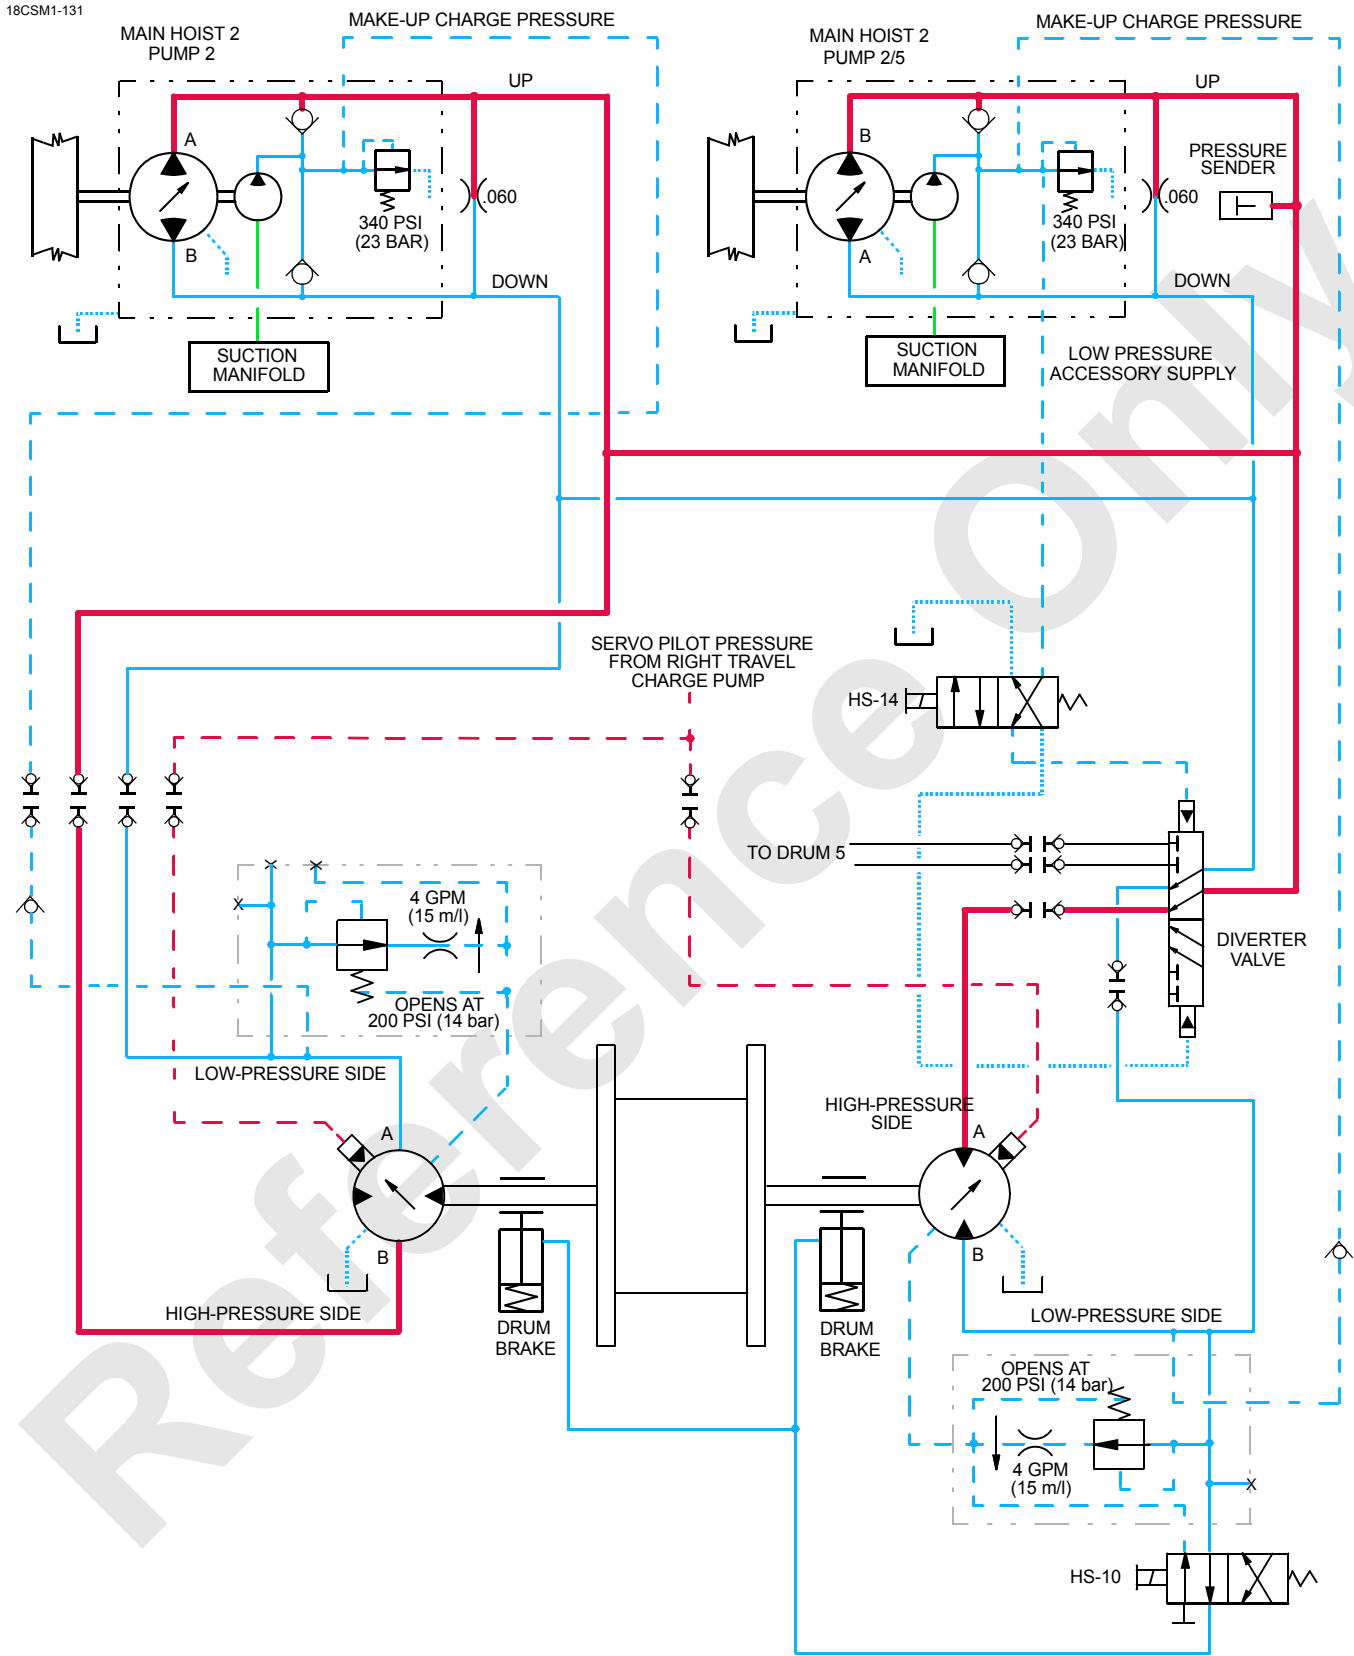 18CSM1-131
MAKE-UP CHARGE PRESSURE
MAIN HOIST 2
PUMP 2
UP
A
B
.060
340 PSI
(23 BAR)
DOWN
SUCTION
MANIFOLD
MAKE-UP CHARGE PRESSURE
MAIN HOIST 2
PUMP 2/5
UP
B
A
PRESSURE
SENDER
.060
340 PSI
(23 BAR)
DOWN
SUCTION
MANIFOLD
LOW PRESSURE
ACCESSORY SUPPLY
SERVO PILOT PRESSURE
FROM RIGHT TRAVEL
CHARGE PUMP
HS-14
TO DRUM 5
DIVERTER
VALVE
X
X
X
4 GPM
(15 m/l)
OPENS AT
200 PSI (14 bar)
LOW-PRESSURE SIDE
A
B
HIGH-PRESSURE SIDE
DRUM
BRAKE
HIGH-PRESSURE
SIDE
A
B
DRUM
BRAKE
LOW-PRESSURE SIDE
OPENS AT
200 PSI (14 bar)
4 GPM
(15 m/l)
X
HS-10
Reference Only